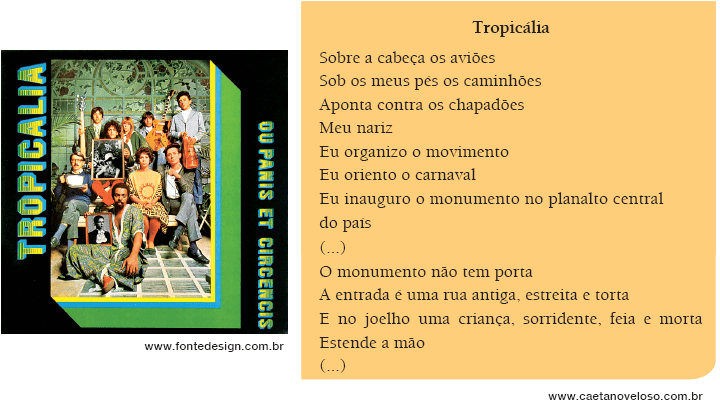 TROPICALIA
OU PANIS ET CIRCENCIS
www.fontedesign.com.br
Tropicália
Sobre a cabeça os aviões
Sob os meus pés os caminhões
Aponta contra os chapadões
Meu nariz
Eu organizo o movimento
Eu oriento o carnaval
Eu inauguro o monumento no planalto central
do país
(...)
O monumento não tem porta
A entrada é uma rua antiga, estreita e torta
E no joelho uma criança, sorridente, feia e morta
Estende a mão
(...)
www.caetanoveloso.com.br